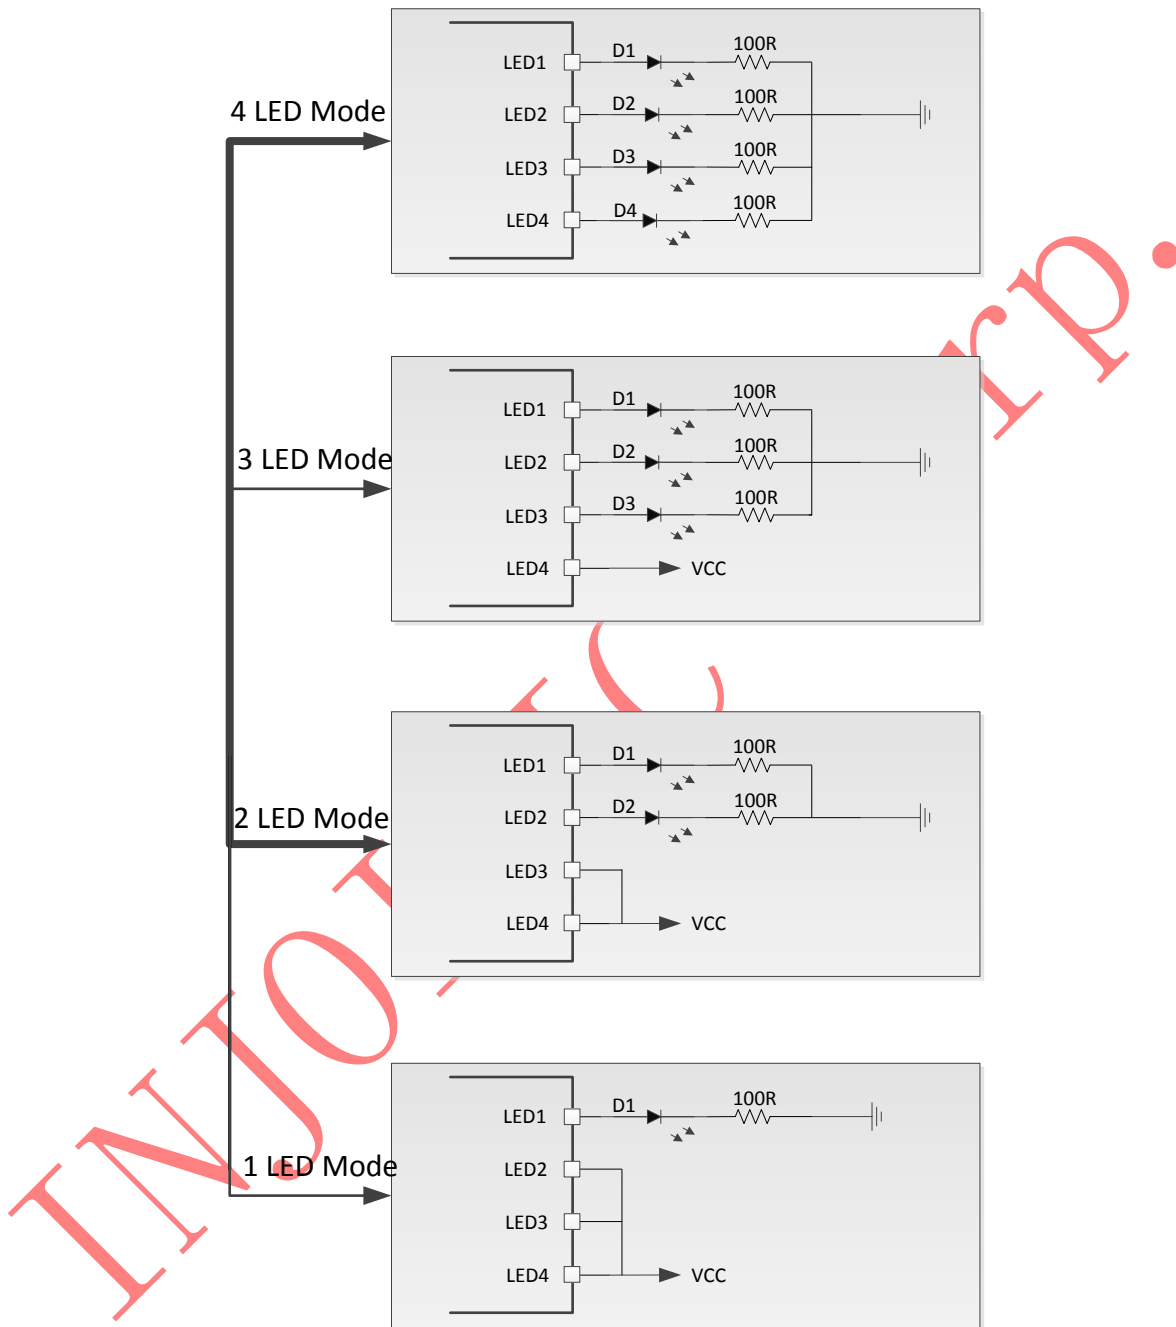 4 LED Mode
LED1 D1 100R
LED2 D2 100R
LED3 D3 100R
LED4 D4 100R
3 LED Mode
LED1 D1 100R
LED2 D2 100R
LED3 D3 100R
LED4 VCC
2 LED Mode
LED1 D1 100R
LED2 D2 100R
LED3
LED4 VCC
1 LED Mode
LED1 D1 100R
LED2
LED3
LED4 VCC